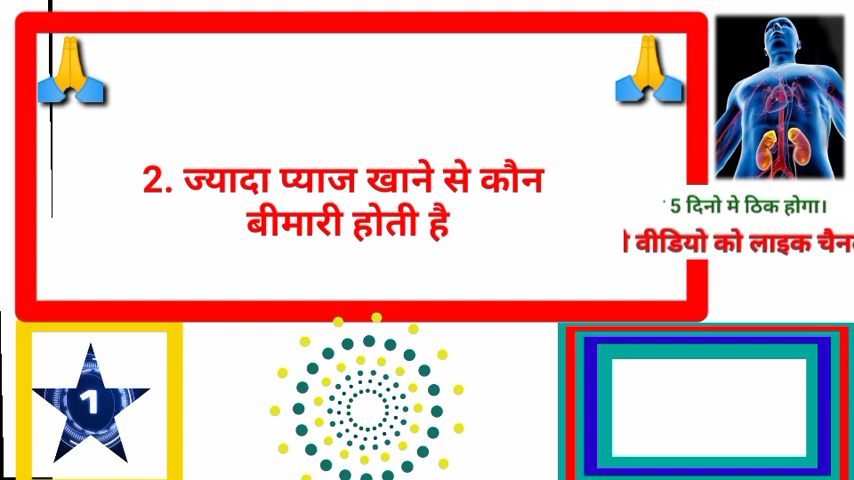 2. ज्यादा प्याज खाने से कौन
बीमारी होती है
5 दिनो मे ठिक होगा।
वीडियो को लाइक
1